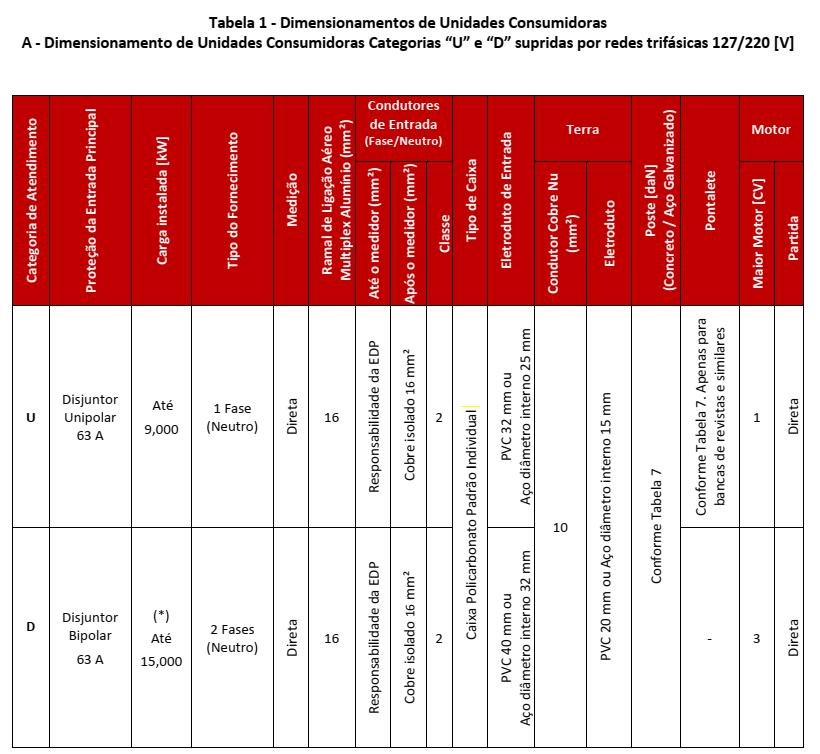 Tabela 1 - Dimensionamentos de Unidades Consumidoras
A - Dimensionamento de Unidades Consumidoras Categorias “U” e “D” supridas por redes trifásicas 127/220 [V]
Categoria de Atendimento
Proteção da Entrada Principal
Carga instalada [kW]
Tipo do Fornecimento
Medição
Ramal de Ligação Aéreo
Multiplex Alumínio (mm²)
Condutores
de Entrada
(Fase/Neutro)
Até o medidor (mm²)
Após o medidor (mm²)
Classe
Tipo de Caixa
Eletroduto de Entrada
Terra
Condutor Cobre Nu
(mm²)
Eletroduto
Poste [daN]
(Concreto / Aço Galvanizado)
Pontalete
Motor
Maior Motor [CV]
Partida
U
Disjuntor
Unipolar
63 A
Até
9,000
1 Fase
(Neutro)
Direta
16
Responsabilidade da EDP
Cobre isolado 16 mm²
2
Caixa Policarbonato Padrão Individual
PVC 32 mm ou
Aço diâmetro interno 25 mm
10
PVC 20 mm ou Aço diâmetro interno 15 mm
Conforme Tabela 7
Conforme Tabela 7. Apenas para
bancas de revistas e similares
1
Direta
D
Disjuntor
Bipolar
63 A
(*)
Até
15,000
2 Fases
(Neutro)
Direta
16
Responsabilidade da EDP
Cobre isolado 16 mm²
2
PVC 40 mm ou
Aço diâmetro interno 32 mm
-
3
Direta